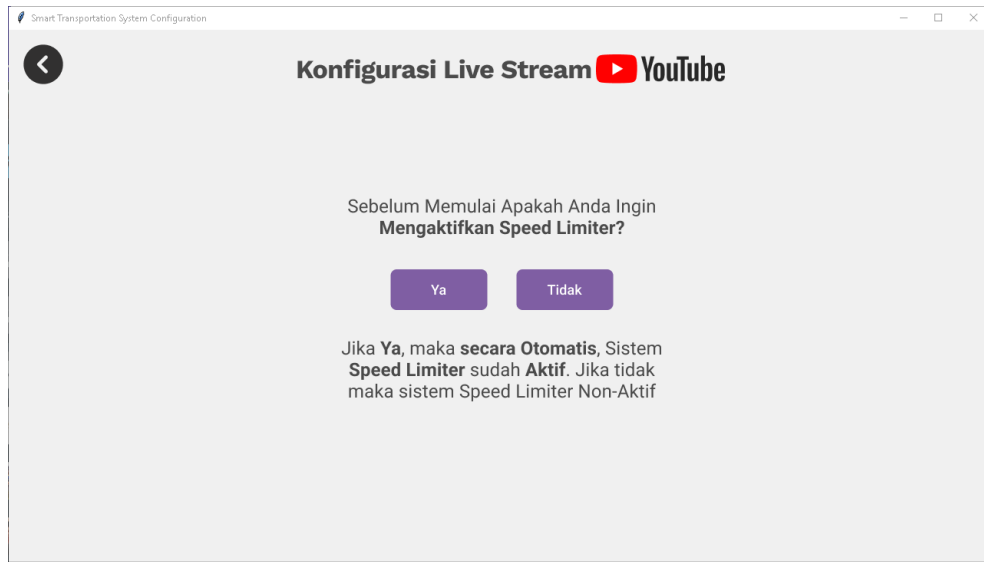 Smart Transportation System Configuration
Konfigurasi Live Stream YouTube
Sebelum Memulai Apakah Anda Ingin
Mengaktifkan Speed Limiter?
Ya Tidak
Jika Ya, maka secara Otomatis, Sistem
Speed Limiter sudah Aktif. Jika tidak
maka sistem Speed Limiter Non-Aktif